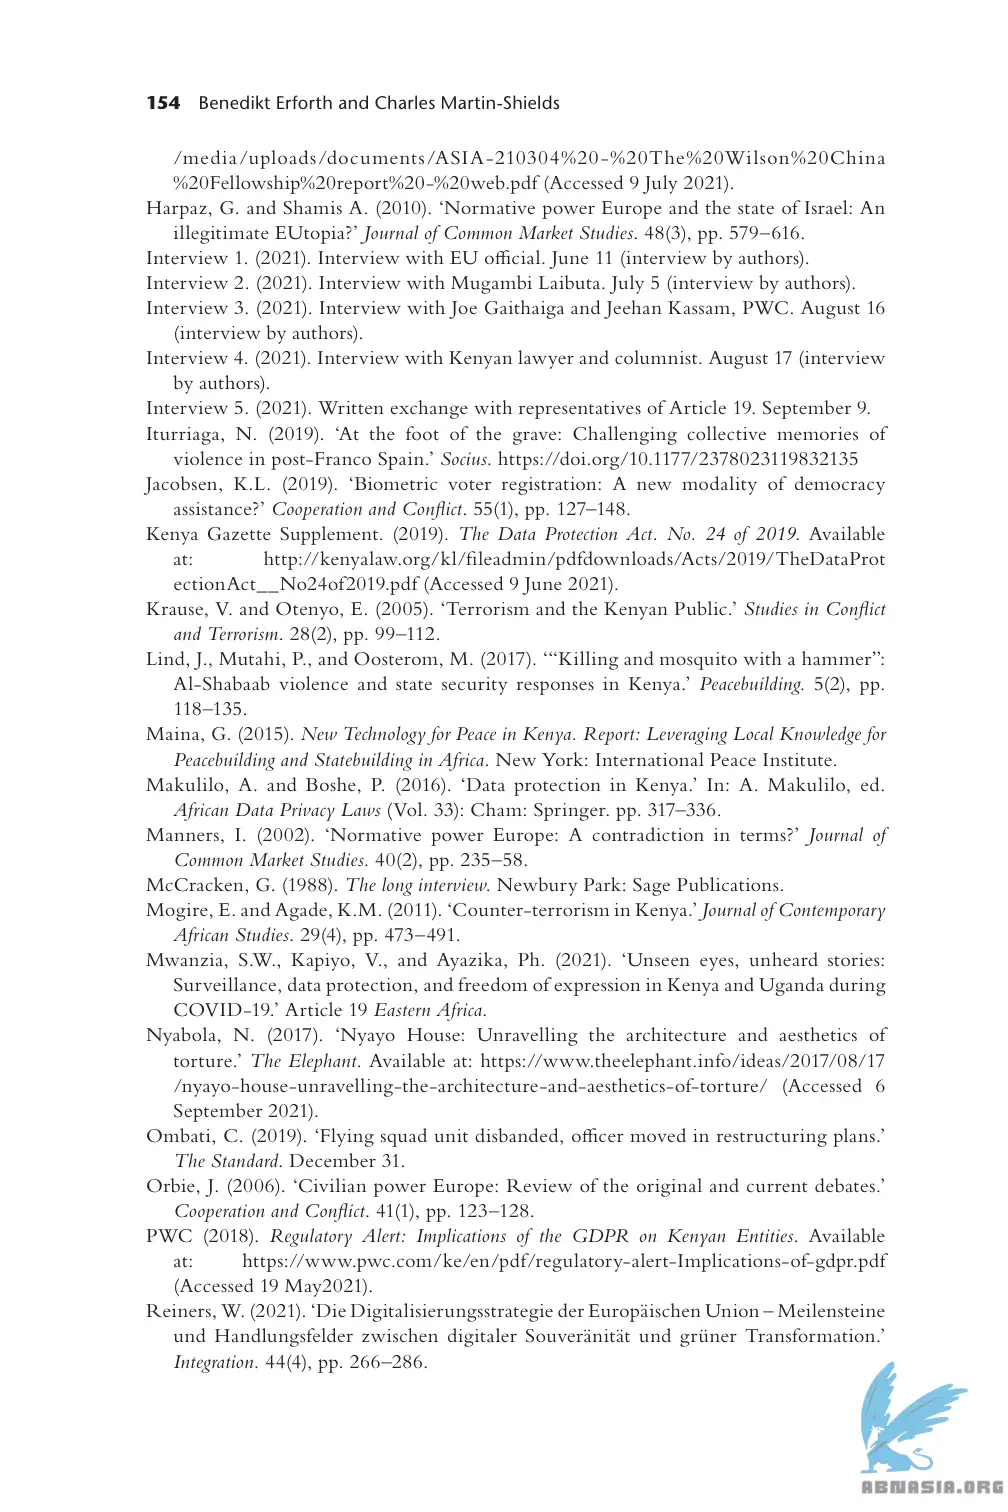 154 Benedikt Erforth and Charles Martin-Shields
/media/uploads/documents/ASIA-210304%20-%20The%20Wilson%20China
%20Fellowship%20report%20-%20web.pdf (Accessed 9 July 2021).
Harpaz, G. and Shamis A. (2010). ‘Normative power Europe and the state of Israel: An
illegitimate EUtopia?’ Journal of Common Market Studies. 48(3), pp. 579–616.
Interview 1. (2021). Interview with EU official. June 11 (interview by authors).
Interview 2. (2021). Interview with Mugambi Laibuta. July 5 (interview by authors).
Interview 3. (2021). Interview with Joe Gaithaiga and Jeehan Kassam, PWC. August 16
(interview by authors).
Interview 4. (2021). Interview with Kenyan lawyer and columnist. August 17 (interview
by authors).
Interview 5. (2021). Written exchange with representatives of Article 19. September 9.
Iturriaga, N. (2019). ‘At the foot of the grave: Challenging collective memories of
violence in post-Franco Spain.’ Socius. https://doi.org/10.1177/2378023119832135
Jacobsen, K.L. (2019). ‘Biometric voter registration: A new modality of democracy
assistance?’ Cooperation and Conflict. 55(1), pp. 127–148.
Kenya Gazette Supplement. (2019). The Data Protection Act. No. 24 of 2019. Available
at: http://kenyalaw.org/kl/fileadmin/pdfdownloads/Acts/2019/TheDataProt
ectionAct__No24of2019.pdf (Accessed 9 June 2021).
Krause, V. and Otenyo, E. (2005). ‘Terrorism and the Kenyan Public.’ Studies in Conflict
and Terrorism. 28(2), pp. 99–112.
Lind, J., Mutahi, P., and Oosterom, M. (2017). ‘“Killing and mosquito with a hammer”:
Al-Shabaab violence and state security responses in Kenya.’ Peacebuilding. 5(2), pp.
118–135.
Maina, G. (2015). New Technology for Peace in Kenya. Report: Leveraging Local Knowledge for
Peacebuilding and Statebuilding in Africa. New York: International Peace Institute.
Makulilo, A. and Boshe, P. (2016). ‘Data protection in Kenya.’ In: A. Makulilo, ed.
African Data Privacy Laws (Vol. 33): Cham: Springer. pp. 317–336.
Manners, I. (2002). ‘Normative power Europe: A contradiction in terms?’ Journal of
Common Market Studies. 40(2), pp. 235–58.
McCracken, G. (1988). The long interview. Newbury Park: Sage Publications.
Mogire, E. and Agade, K.M. (2011). ‘Counter-terrorism in Kenya.’ Journal of Contemporary
African Studies. 29(4), pp. 473–491.
Mwanzia, S.W., Kapiyo, V., and Ayazika, Ph. (2021). ‘Unseen eyes, unheard stories:
Surveillance, data protection, and freedom of expression in Kenya and Uganda during
COVID-19.’ Article 19 Eastern Africa.
Nyabola, N. (2017). ‘Nyayo House: Unravelling the architecture and aesthetics of
torture.’ The Elephant. Available at: https://www.theelephant.info/ideas/2017/08/17
/nyayo-house-unravelling-the-architecture-and-aesthetics-of-torture/ (Accessed 6
September 2021).
Ombati, C. (2019). ‘Flying squad unit disbanded, officer moved in restructuring plans.’
The Standard. December 31.
Orbie, J. (2006). ‘Civilian power Europe: Review of the original and current debates.’
Cooperation and Conflict. 41(1), pp. 123–128.
PWC (2018). Regulatory Alert: Implications of the GDPR on Kenyan Entities. Available
at: https://www.pwc.com/ke/en/pdf/regulatory-alert-Implications-of-gdpr.pdf
(Accessed 19 May2021).
Reiners, W. (2021). ‘Die Digitalisierungsstrategie der Europäischen Union – Meilensteine
und Handlungsfelder zwischen digitaler Souveränität und grüner Transformation.’
Integration. 44(4), pp. 266–286.
ABNASIA.ORG